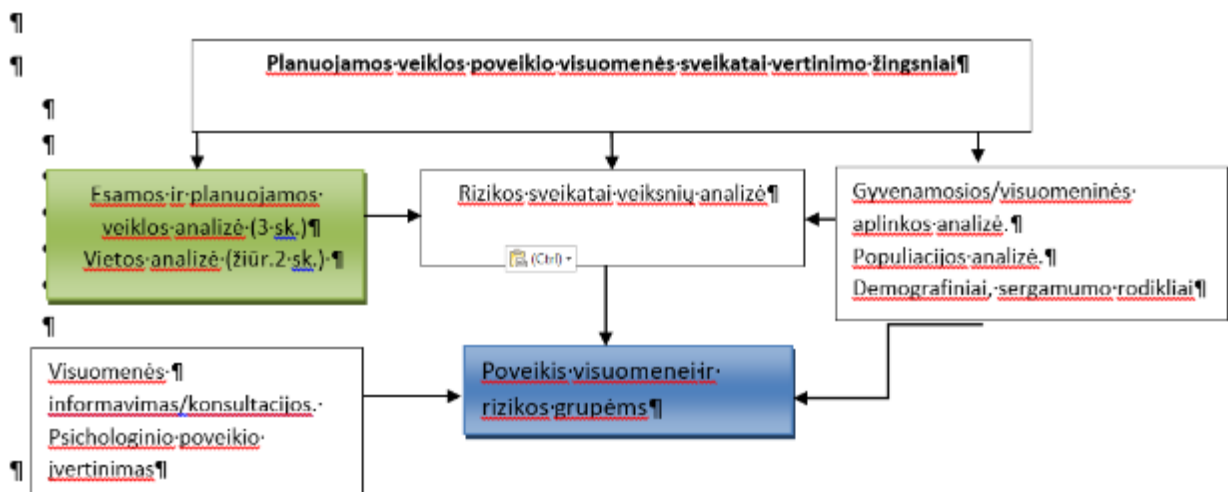 Planuojamos veiklos poveikio visuomenės sveikatai vertinimo žingsniai¶
Esamos ir planuojamos
veiklos analizė (3 sk.)¶
Vietos analizė (žiūr.2 sk.) ¶
Rizikos sveikatai veiksnių analizė¶
(Ctrl)
Gyvenamosios/visuomeninės
aplinkos analizė.¶
Populiacijos analizė.¶
Demografiniai, sergamumo rodikliai¶
Visuomenės ¶
informavimas/konsultacijos.
Psichologinio poveikio
įvertinimas¶
Poveikis visuomenei ir
rizikos grupėms¶